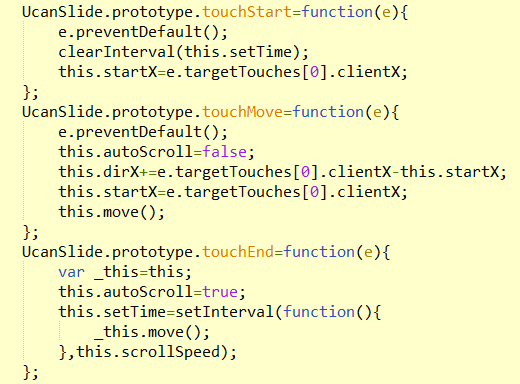 UcanSlide.prototype.touchStart=function(e){
    e.preventDefault();
    clearInterval(this.setTime);
    this.startX=e.targetTouches[0].clientX;
};
UcanSlide.prototype.touchMove=function(e){
    e.preventDefault();
    this.autoScroll=false;
    this.dirX+=e.targetTouches[0].clientX-this.startX;
    this.startX=e.targetTouches[0].clientX;
    this.move();
};
UcanSlide.prototype.touchEnd=function(e){
    var _this=this;
    this.autoScroll=true;
    this.setTime=setInterval(function(){
        _this.move();
    },this.scrollSpeed);
};